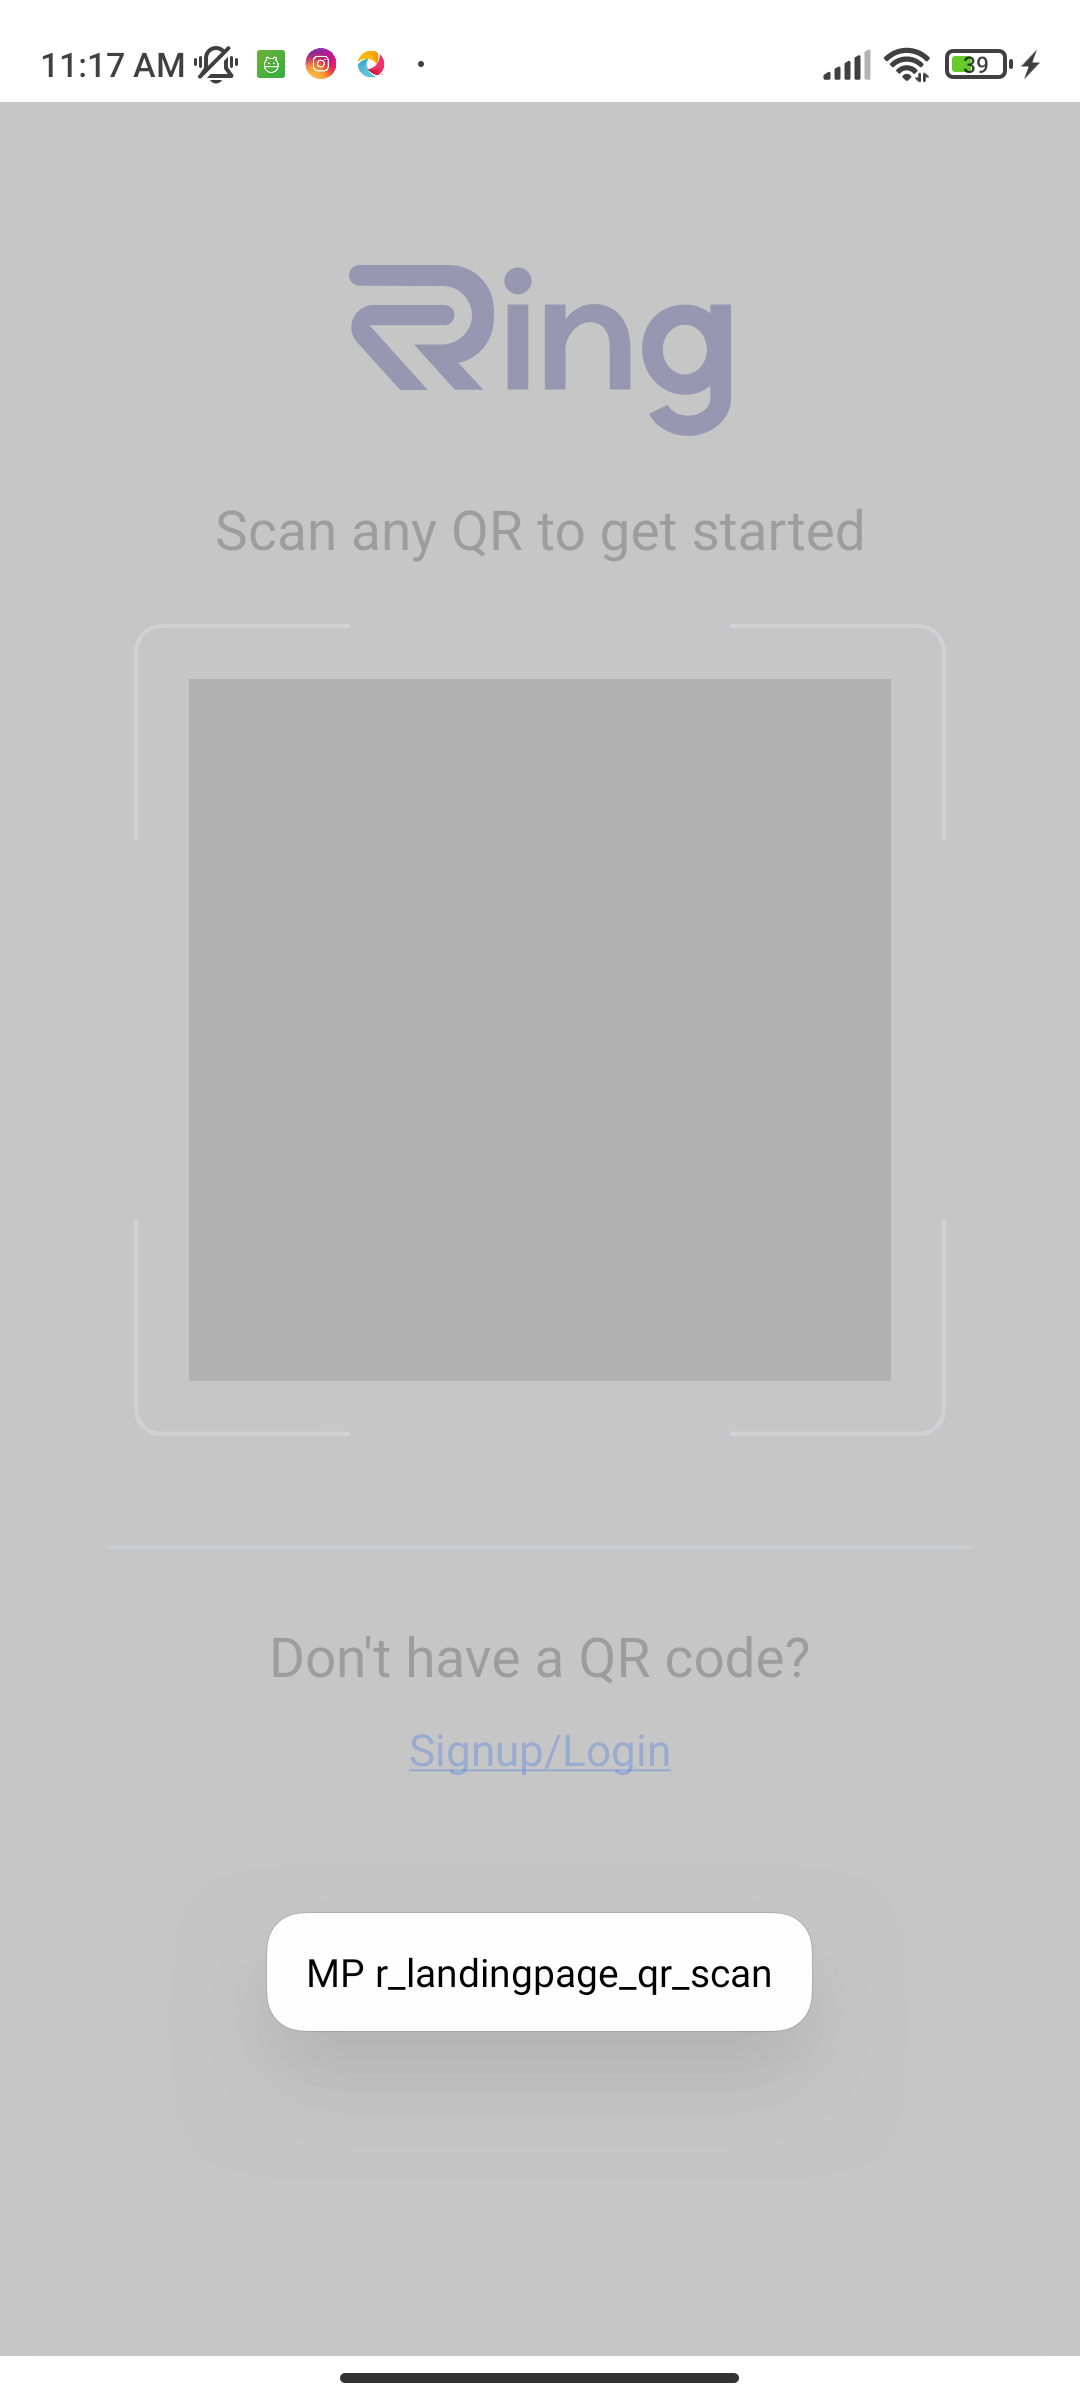 11:17 AM
39
Ring
Scan any QR to get started
Don't have a QR code?
Signup/Login
MP r_landingpage_qr_scan